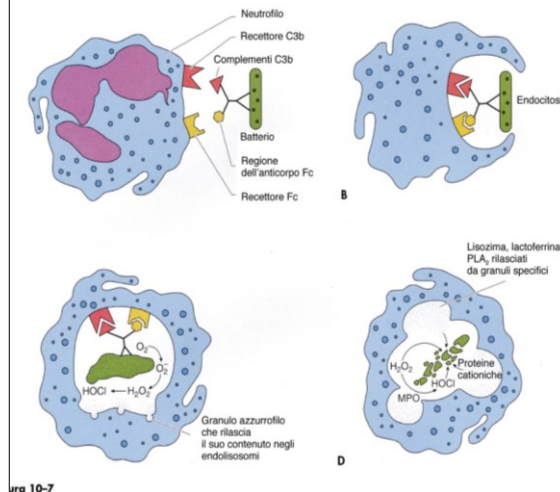 Neutrofilo
Recettore C3b
Complementi C3b
Batterio
Regione
dell'anticorpo Fc
Recettore Fc
B
Endocitos
O₂
O₂⁻
H₂O₂
HOCl
Granulo azzurrofilo
che rilascia
il suo contenuto negli
endolisosomi
Lisozima, lactoferrina
PLA₂ rilasciati
da granuli specifici
H₂O₂
MPO
HOCl
Proteine
cationiche
D
ura 10-7